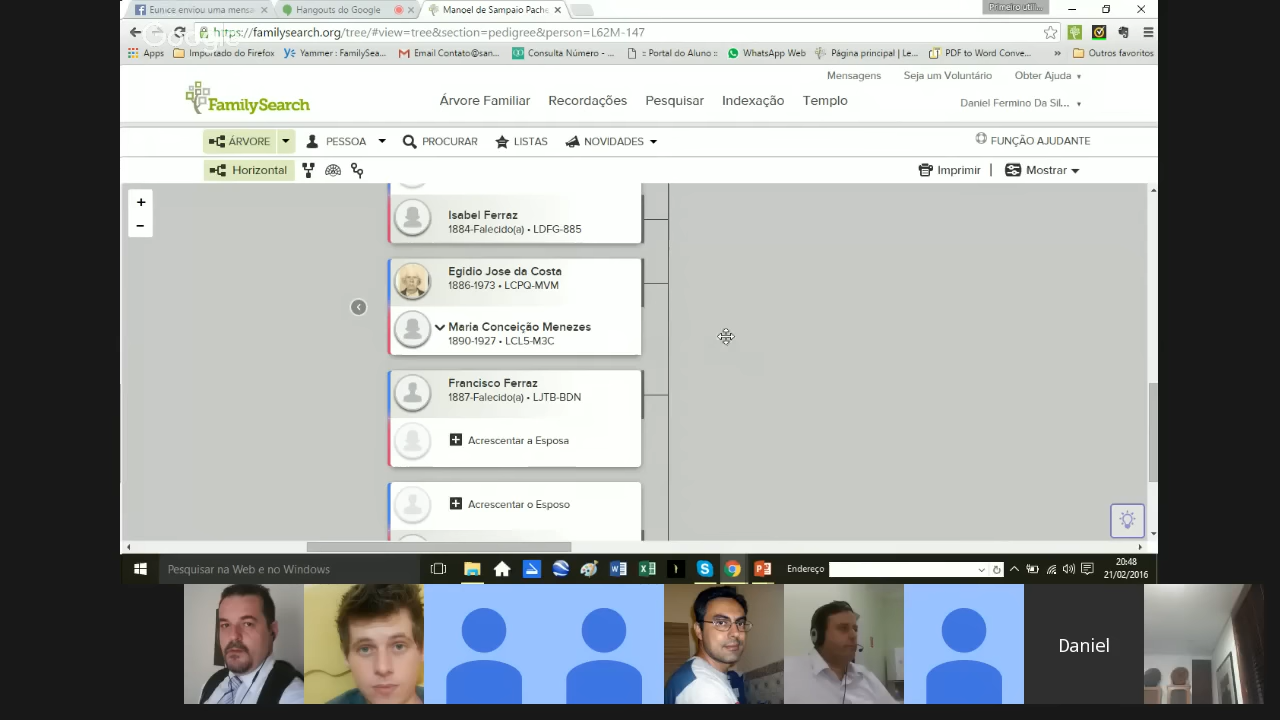 Eunice enviou uma mensa
Hangouts do Google
Manoel de Sampaio Pache
Primeiro utili...
https://familysearch.org/tree/#view=tree&section=pedigree&person=L62M-147
Google
Apps
Importado do Firefox
Yammer : FamilySea...
Email Contato@san...
Consulta Número - ...
:: Portal do Aluno ::
WhatsApp Web
Página principal | Le...
PDF to Word Conve...
»
Outros favoritos
FamilySearch
Mensagens
Seja um Voluntário
Obter Ajuda
Árvore Familiar
Recordações
Pesquisar
Indexação
Templo
Daniel Fermino Da Sil...
ÁRVORE
PESSOA
PROCURAR
LISTAS
NOVIDADES
FUNÇÃO AJUDANTE
Horizontal
Imprimir
Mostrar
+
−
Isabel Ferraz
1884-Falecido(a) • LDFG-885
Egidio Jose da Costa
1886-1973 • LCPQ-MVM
Maria Conceição Menezes
1890-1927 • LCL5-M3C
Francisco Ferraz
1887-Falecido(a) • LJTB-BDN
Acrescentar a Esposa
Acrescentar o Esposo
Pesquisar na Web e no Windows
Endereço
20:48
21/02/2016
Daniel